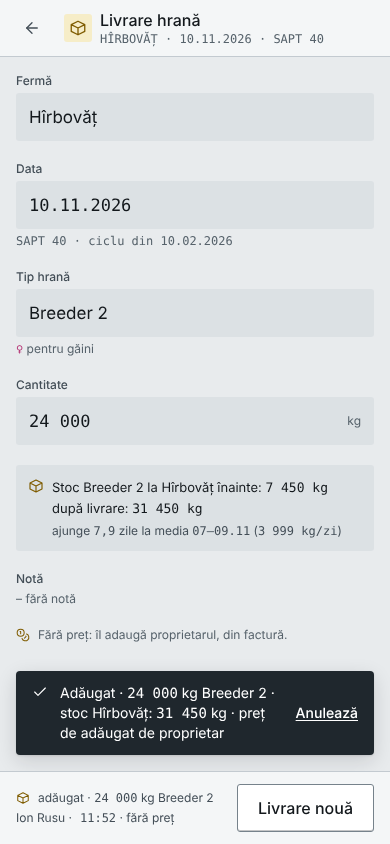 Livrare hrană
HÎRBOVĂȚ · 10.11.2026 · SAPT 40
Fermă
Hîrbovăț
Data
10.11.2026
SAPT 40 · ciclu din 10.02.2026
Tip hrană
Breeder 2
♀ pentru găini
Cantitate
24 000 kg
Stoc Breeder 2 la Hîrbovăț înainte: 7 450 kg
după livrare: 31 450 kg
ajunge 7,9 zile la media 07–09.11 (3 999 kg/zi)
Notă
– fără notă
Fără preț: îl adaugă proprietarul, din factură.
Adăugat · 24 000 kg Breeder 2 ·
stoc Hîrbovăț: 31 450 kg · preț
de adăugat de proprietar
Anulează
adăugat · 24 000 kg Breeder 2
Ion Rusu · 11:52 · fără preț
Livrare nouă